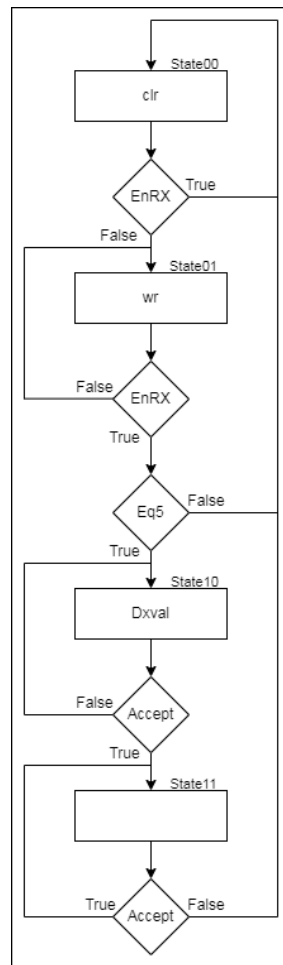 State00
clr
EnRX
True
False
State01
wr
False
EnRX
True
Eq5
False
True
State10
Dxval
False
Accept
True
State11
True
Accept
False